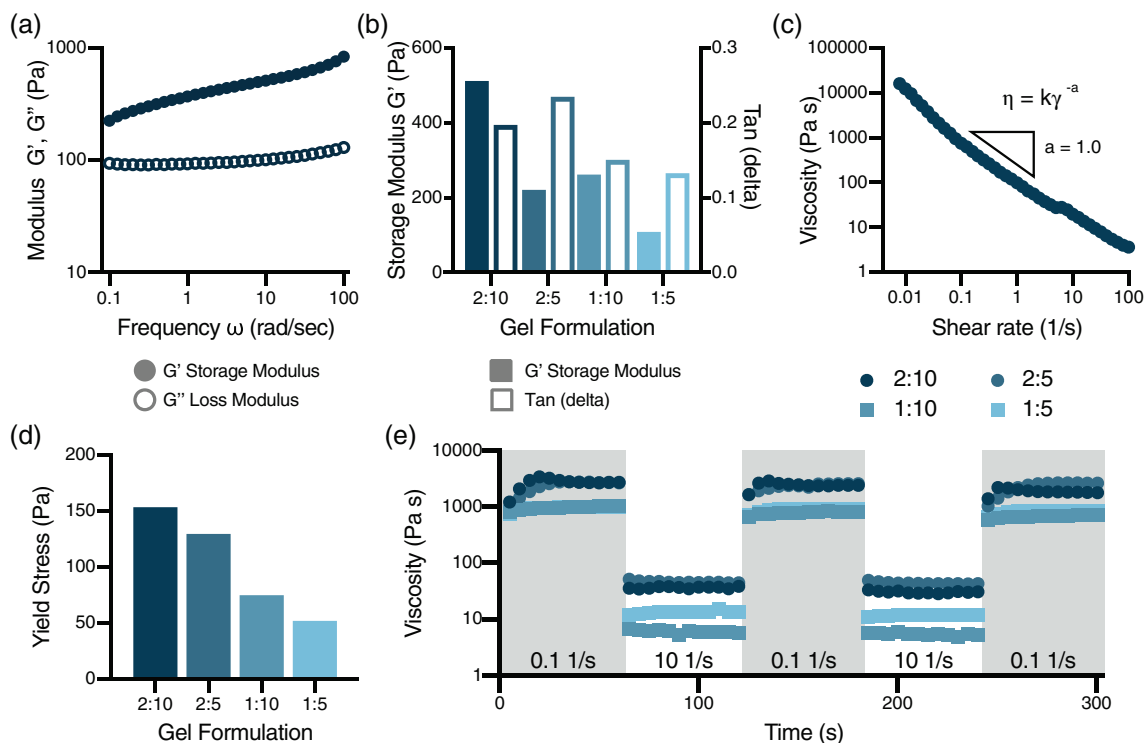 (a)
1000
100
10
Modulus G', G" (Pa)
0.1 1 10 100
Frequency ω (rad/sec)
G' Storage Modulus
G" Loss Modulus
(b)
600
400
200
0
Storage Modulus G' (Pa)
0.3
0.2
0.1
0.0
Tan (delta)
2:10 2:5 1:10 1:5
Gel Formulation
G' Storage Modulus
Tan (delta)
(c)
100000
10000
1000
100
10
1
Viscosity (Pa s)
η = kγ -a
a = 1.0
0.01 0.1 1 10 100
Shear rate (1/s)
2:10 2:5
1:10 1:5
(d)
200
150
100
50
0
Yield Stress (Pa)
2:10 2:5 1:10 1:5
Gel Formulation
(e)
10000
1000
100
10
1
Viscosity (Pa s)
0.1 1/s 10 1/s 0.1 1/s 10 1/s 0.1 1/s
0 100 200 300
Time (s)